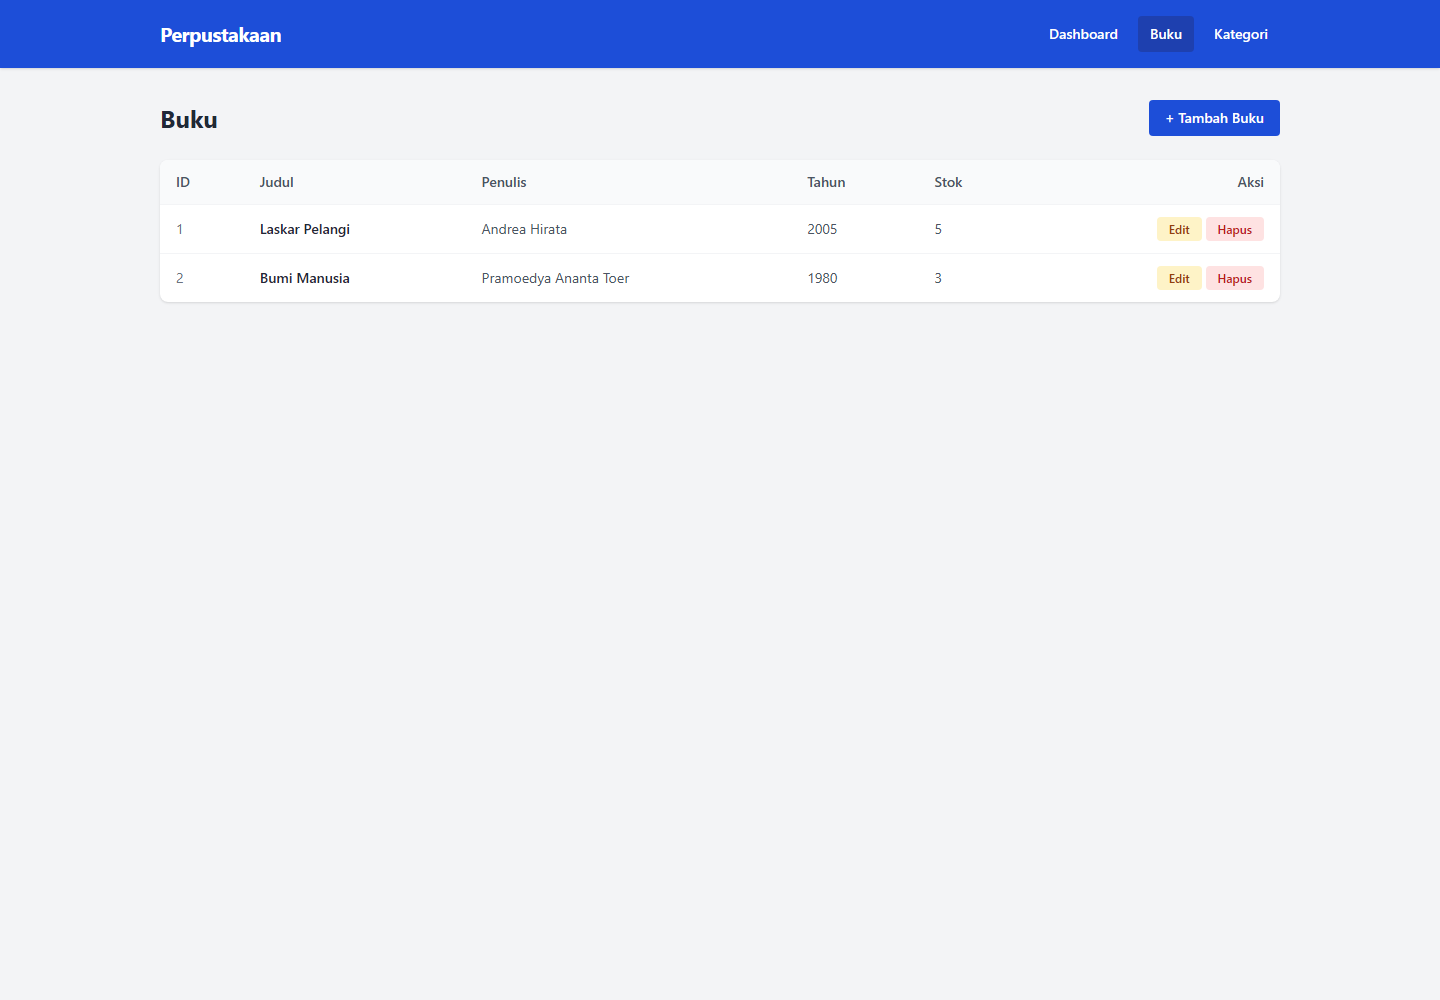 Perpustakaan Dashboard Buku Kategori
Buku + Tambah Buku
ID Judul Penulis Tahun Stok Aksi
1 Laskar Pelangi Andrea Hirata 2005 5 Edit Hapus
2 Bumi Manusia Pramoedya Ananta Toer 1980 3 Edit Hapus